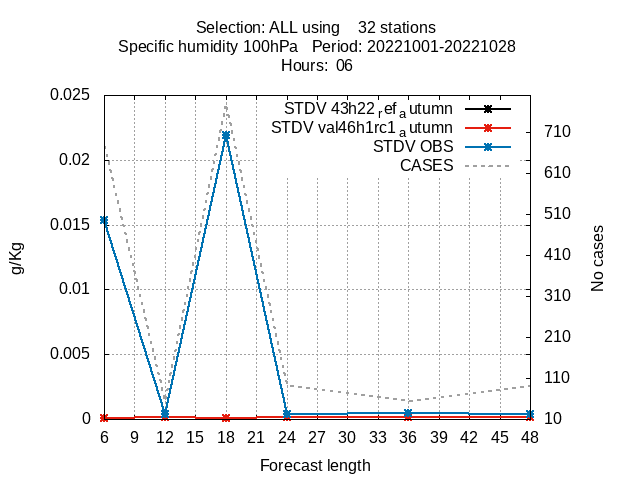 Selection: ALL using    32 stations
Specific humidity 100hPa   Period: 20221001-20221028
Hours:  06
0.025
0.02
0.015
0.01
0.005
0
g/Kg
STDV 43h22ref autumn
STDV val46h1rc1autumn
STDV OBS
CASES
710
610
510
410
310
210
110
10
No cases
6 9 12 15 18 21 24 27 30 33 36 39 42 45 48
Forecast length